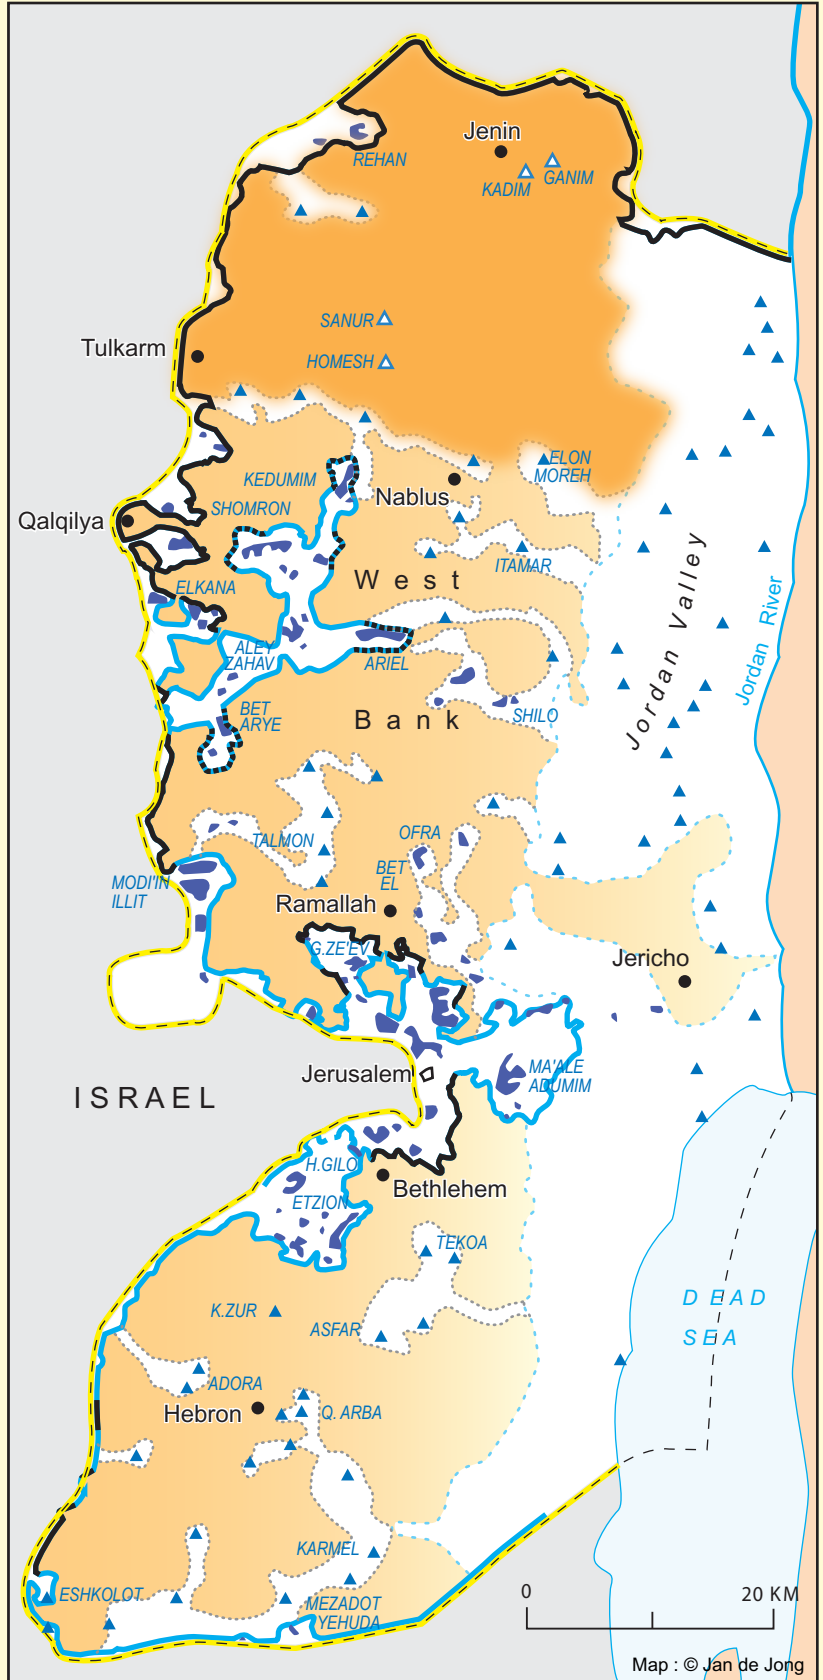 Jenin
REHAN
KADIM
GANIM
SANUR
Tulkarm
HOMESH
KEDUMIM
ELON
MOREH
Nablus
SHOMRON
Qalqilya
ITAMAR
West
ELKANA
ALEY
ZAHAV
ARIEL
Jordan Valley
Jordan River
BET
ARYE
Bank
SHILO
TALMON
OFRA
MODI'IN
ILLIT
BET
EL
Ramallah
G.ZE'EV
Jericho
Jerusalem
MA'ALE
ADUMIM
ISRAEL
H.GILO
ETZION
Bethlehem
TEKOA
K.ZUR
ASFAR
DEAD
SEA
ADORA
Hebron
Q. ARBA
KARMEL
ESHKOLOT
MEZADOT
YEHUDA
0 20 KM
Map : © Jan de Jong